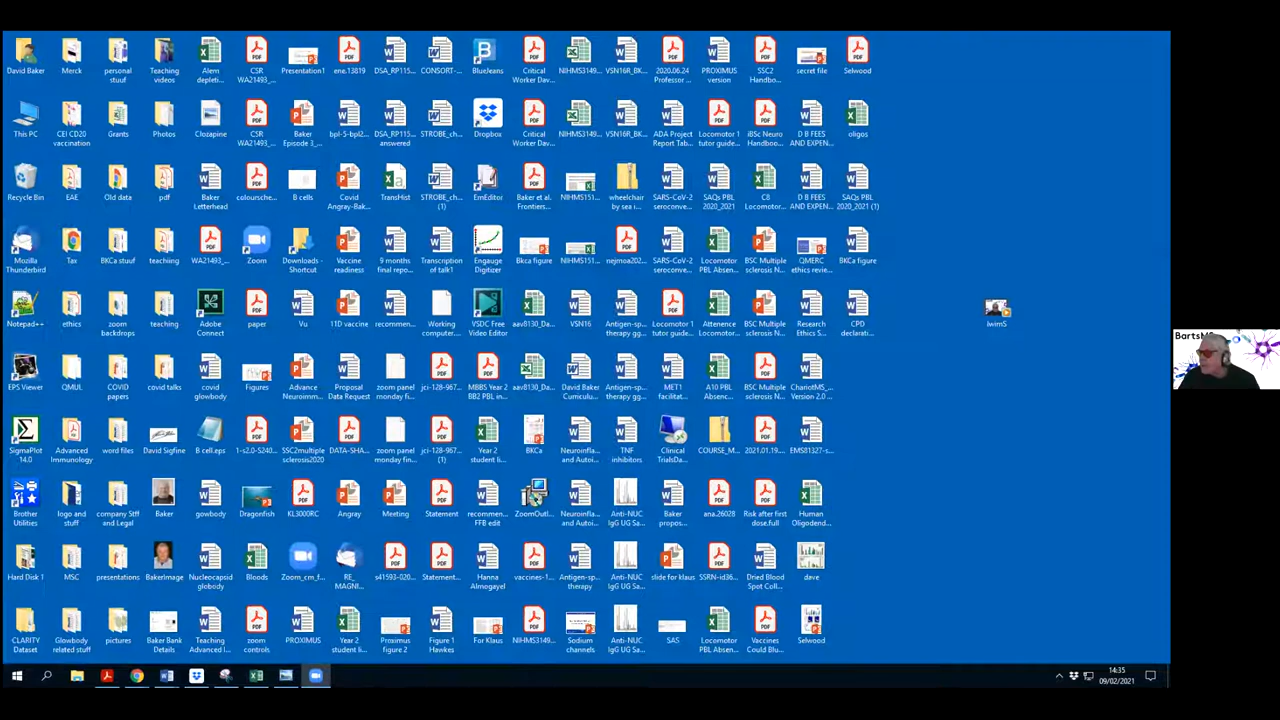 David Baker
Merck
personal
stuuf
Teaching
videos
Alem
depleti...
CSR
WA21493_...
Presentation1
ene.13819
DSA_RP115...
CONSORT-...
BlueJeans
Critical
Worker Dav...
NIHMS3149...
VSN16R_BK...
2020.06.24
Professor ...
PROXIMUS
version
SSC2
Handbo...
secret file
Selwood
This PC
CEI CD20
vaccination
Grants
Photos
Clozapine
CSR
WA21493_...
Baker
Episode 3_...
bpl-5-bpl2...
DSA_RP115...
answered
STROBE_ch...
Dropbox
Critical
Worker Dav...
NIHMS3149...
VSN16R_BK...
ADA Project
Report Tab...
Locomotor 1
tutor guide...
iBSc Neuro
Handboo...
D B FEES
AND EXPEN...
oligos
Recycle Bin
EAE
Old data
pdf
Baker
Letterhead
coloursche...
B cells
Covid
Angray-Bak...
TransHist
STROBE_ch...
(1)
EmEditor
Baker et al.
Frontiers...
NIHMS151...
wheelchair
by sea i...
SARS-CoV-2
seroconve...
SAQs PBL
2020_2021
C8
Locomotor...
D B FEES
AND EXPEN...
SAQs PBL
2020_2021 (1)
Mozilla
Thunderbird
Tax
BKCa stuuf
teachiing
WA21493_...
Zoom
Downloads -
Shortcut
Vaccine
readiness
9 months
final repo...
Transcription
of talk1
Engauge
Digitizer
Bkca figure
NIHMS151...
nejmoa202...
SARS-CoV-2
seroconve...
Locomotor
PBL Absen...
BSC Multiple
sclerosis N...
QMERC
ethics revie...
BKCa figure
Notepad++
ethics
zoom
backdrops
teaching
Adobe
Connect
paper
Vu
11D vaccine
recommen...
Working
computer....
VSDC Free
Video Editor
aav8130_Da...
VSN16
Antigen-sp...
therapy gg...
Locomotor 1
tutor guide...
Attenence
Locomotor...
BSC Multiple
sclerosis N...
Research
Ethics S...
CPD
declarati...
IwimS
EPS Viewer
QMUL
COVID
papers
covid talks
covid
glowbody
Figures
Advance
Neuroimm...
Proposal
Data Request
zoom panel
monday fi...
jci-128-967...
MBBS Year 2
BB2 PBL in...
aav8130_Da...
David Baker
Curriculu...
Antigen-sp...
therapy gg...
MET1
facilitat...
A10 PBL
Absenc...
BSC Multiple
sclerosis N...
ChariotMS_...
Version 2.0 ...
BartsMS
SigmaPlot
14.0
Advanced
Immunology
word files
David Sigfine
B cell.eps
1-s2.0-S240...
SSC2multiple
sclerosis2020
DATA-SHA...
zoom panel
monday fin...
jci-128-967...
(1)
Year 2
student li...
BKCa
Neuroinfla...
and Autoi...
TNF
inhibitors
Clinical
TrialsDa...
COURSE_M...
2021.01.19....
EMS81327-s...
Brother
Utilities
logo and
stuff
company Stff
and Legal
Baker
gowbody
Dragonfish
KL3000RC
Angray
Meeting
Statement
recommen...
FFB edit
ZoomOutl...
Neuroinfla...
and Autoi...
Anti-NUC
IgG UG Sa...
Baker
propos...
ana.26028
Risk after first
dose.full
Human
Oligodend...
Hard Disk 1
MSC
presentations
BakerImage
Nucleocapsid
globody
Bloods
Zoom_cm_f...
RE_
MAGNI...
s41593-020...
Statement...
Hanna
Almogayel
vaccines-1...
Antigen-sp...
therapy
Anti-NUC
IgG UG Sa...
slide for klaus
SSRN-id36...
Dried Blood
Spot Coll...
dave
CLARITY
Dataset
Glowbody
related stuff
pictures
Baker Bank
Details
Teaching
Advanced I...
zoom
controls
PROXIMUS
Year 2
student li...
Proximus
figure 2
Figure 1
Hawkes
For Klaus
NIHMS3149...
Sodium
channels
Anti-NUC
IgG UG Sa...
SAS
Locomotor
PBL Absen...
Vaccines
Could Blu...
Selwood
14:35
09/02/2021